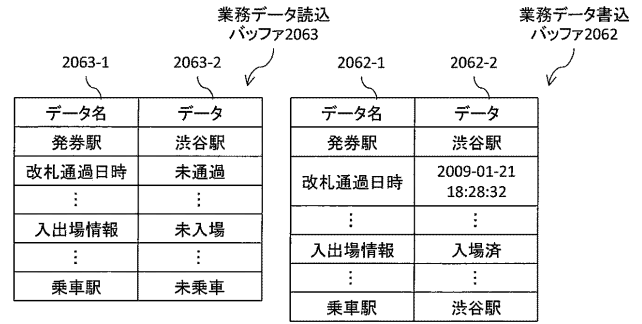 業務データ読込
バッファ2063
2063-1
2063-2
データ名
データ
発券駅
渋谷駅
改札通過日時
未通過
⋮
⋮
入出場情報
未入場
⋮
⋮
乗車駅
未乗車
業務データ書込
バッファ2062
2062-1
2062-2
データ名
データ
発券駅
渋谷駅
改札通過日時
2009-01-21
18:28:32
⋮
⋮
入出場情報
入場済
⋮
⋮
乗車駅
渋谷駅